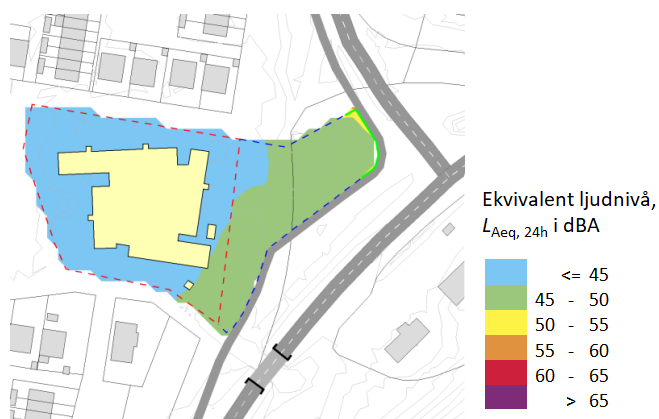 Ekvivalent ljudnivå,
LAeq, 24h i dBA
<= 45
45 - 50
50 - 55
55 - 60
60 - 65
> 65